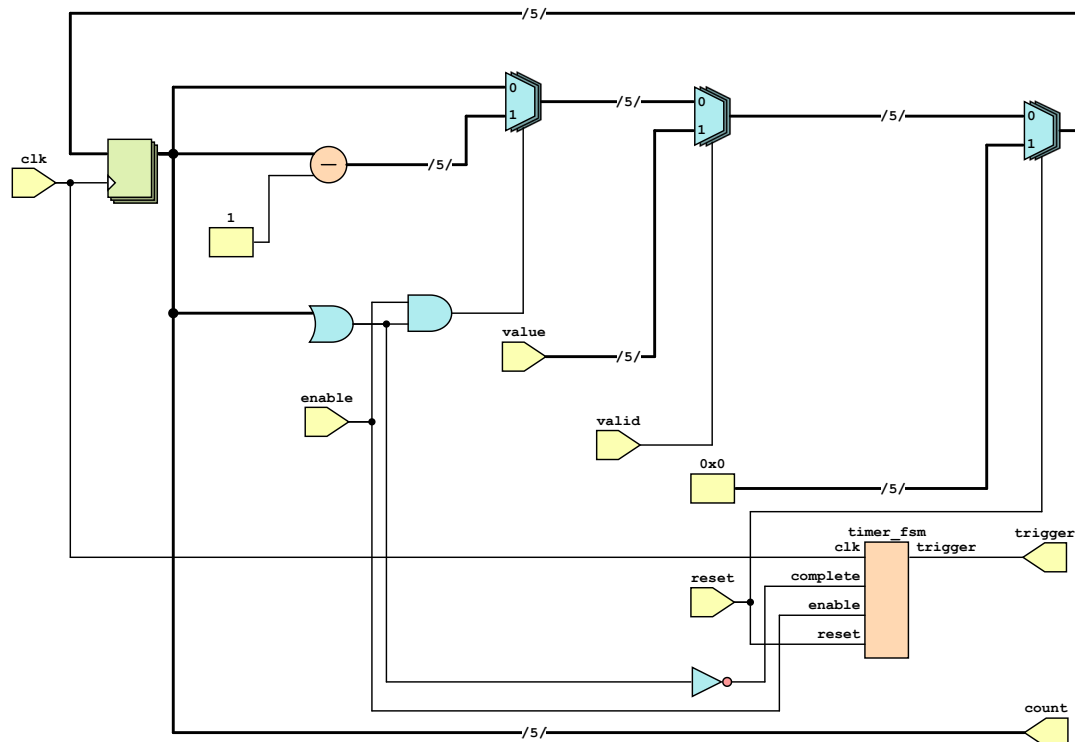 /5/
0
1
/5/
0
1
/5/
0
1
clk
/5/
1
value
/5/
enable
valid
0x0
/5/
timer_fsm
trigger
clk
trigger
reset
complete
enable
reset
count
/5/